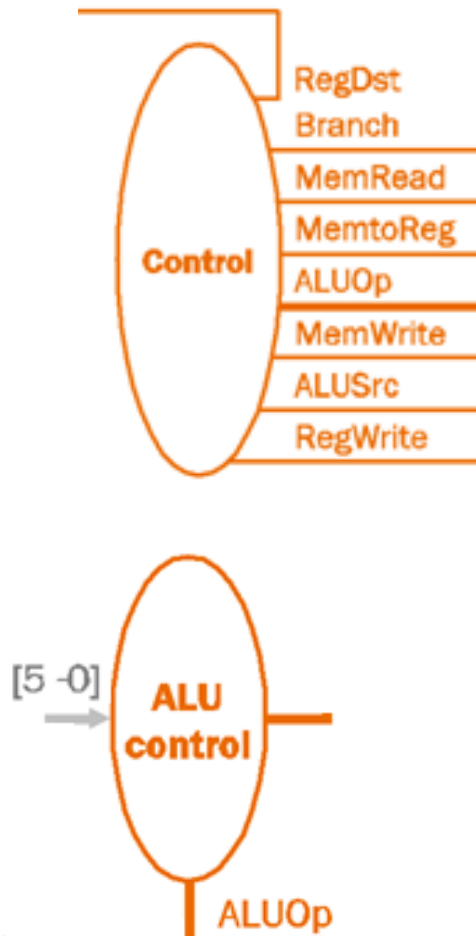 RegDst
Branch
MemRead
MemtoReg
Control
ALUOp
MemWrite
ALUSrc
RegWrite
[5 -0]
ALU
control
ALUOp